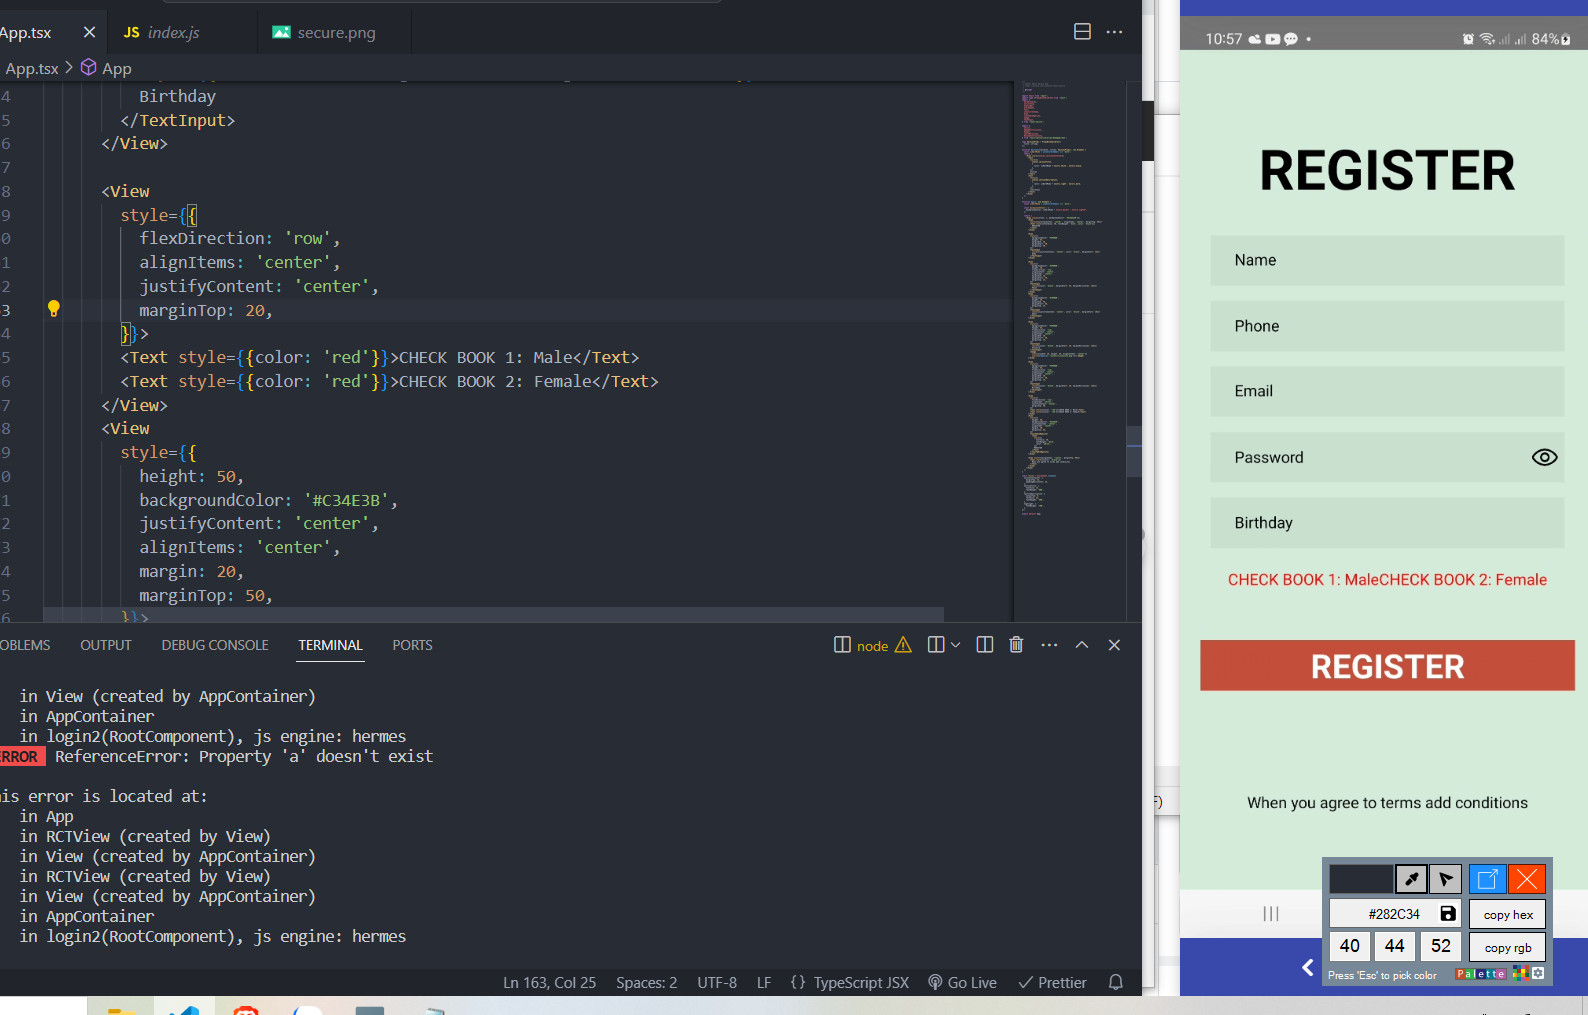 App.tsx
JS index.js
secure.png
App.tsx > App
4 Birthday
5 </TextInput>
6 </View>
7
8 <View
9 style={{
0 flexDirection: 'row',
1 alignItems: 'center',
2 justifyContent: 'center',
3 marginTop: 20,
4 }}>
5 <Text style={{color: 'red'}}>CHECK BOOK 1: Male</Text>
6 <Text style={{color: 'red'}}>CHECK BOOK 2: Female</Text>
7 </View>
8 <View
9 style={{
0 height: 50,
1 backgroundColor: '#C34E3B',
2 justifyContent: 'center',
3 alignItems: 'center',
4 margin: 20,
5 marginTop: 50,
6 }}>
OBLEMS OUTPUT DEBUG CONSOLE TERMINAL PORTS
node
in View (created by AppContainer)
in AppContainer
in login2(RootComponent), js engine: hermes
ERROR ReferenceError: Property 'a' doesn't exist
is error is located at:
in App
in RCTView (created by View)
in View (created by AppContainer)
in RCTView (created by View)
in View (created by AppContainer)
in AppContainer
in login2(RootComponent), js engine: hermes
Ln 163, Col 25 Spaces: 2 UTF-8 LF {} TypeScript JSX Go Live Prettier
10:57 84%
REGISTER
Name
Phone
Email
Password
Birthday
CHECK BOOK 1: MaleCHECK BOOK 2: Female
REGISTER
When you agree to terms add conditions
#282C34 copy hex
40 44 52 copy rgb
Press 'Esc' to pick color Palette
F)